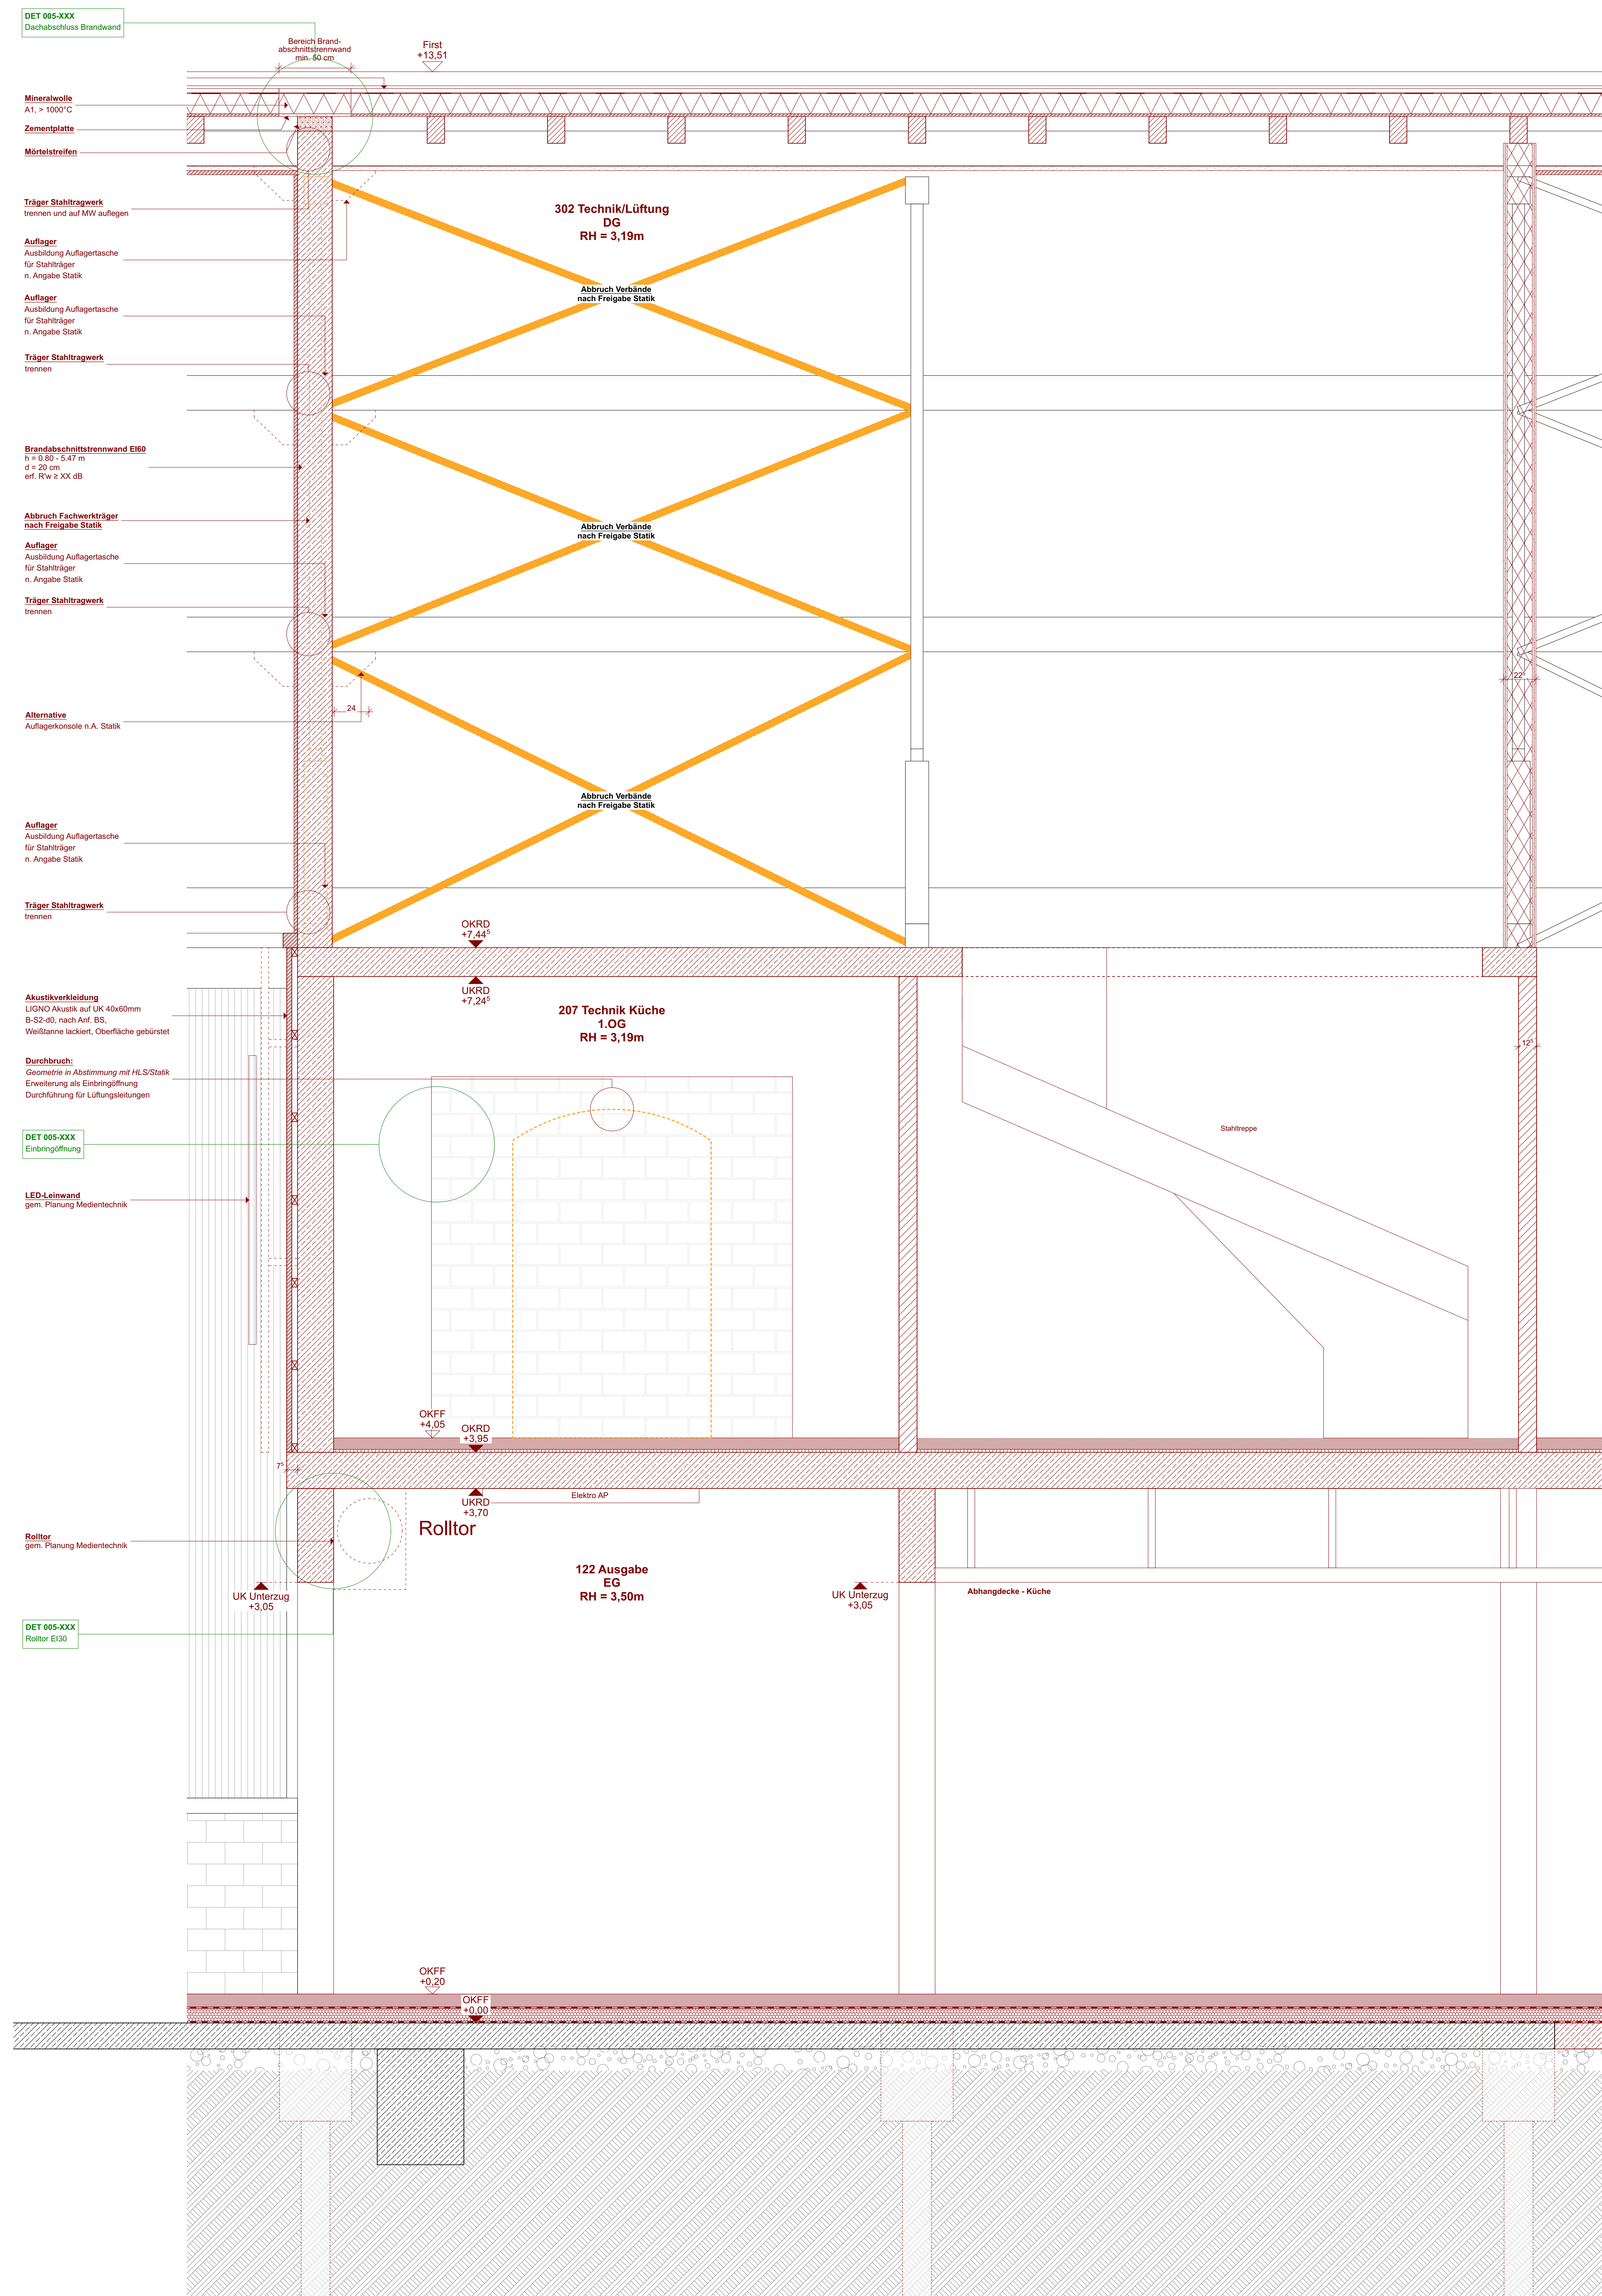 DET 005-XXX
Dachabschluss Brandwand
Bereich Brand-
abschnittstrennwand
min. 50 cm
First
+13,51
Mineralwolle
A1, > 1000°C
Zementplatte
Mörtelstreifen
Träger Stahltragwerk
trennen und auf MW auflegen
302 Technik/Lüftung
DG
RH = 3,19m
Auflager
Ausbildung Auflagertasche
für Stahlträger
n. Angabe Statik
Abbruch Verbände
nach Freigabe Statik
Auflager
Ausbildung Auflagertasche
für Stahlträger
n. Angabe Statik
Träger Stahltragwerk
trennen
Brandabschnittstrennwand EI60
h = 0.80 - 5.47 m
d = 20 cm
erf. R'w ≥ XX dB
Abbruch Fachwerkträger
nach Freigabe Statik
Abbruch Verbände
nach Freigabe Statik
Auflager
Ausbildung Auflagertasche
für Stahlträger
n. Angabe Statik
Träger Stahltragwerk
trennen
22⁵
24
Alternative
Auflagerkonsole n.A. Statik
Abbruch Verbände
nach Freigabe Statik
Auflager
Ausbildung Auflagertasche
für Stahlträger
n. Angabe Statik
Träger Stahltragwerk
trennen
OKRD
+7,44⁵
UKRD
+7,24⁵
Akustikverkleidung
LIGNO Akustik auf UK 40x60mm
B-S2-d0, nach Anf. BS,
Weißtanne lackiert, Oberfläche gebürstet
207 Technik Küche
1.OG
RH = 3,19m
12⁵
Durchbruch:
Geometrie in Abstimmung mit HLS/Statik
Erweiterung als Einbringöffnung
Durchführung für Lüftungsleitungen
Stahltreppe
DET 005-XXX
Einbringöffnung
LED-Leinwand
gem. Planung Medientechnik
OKFF
+4,05
OKRD
+3,95
7⁵
UKRD
+3,70
Elektro AP
Rolltor
Rolltor
gem. Planung Medientechnik
122 Ausgabe
EG
RH = 3,50m
UK Unterzug
+3,05
UK Unterzug
+3,05
Abhangdecke - Küche
DET 005-XXX
Rolltor EI30
OKFF
+0,20
OKFF
+0,00